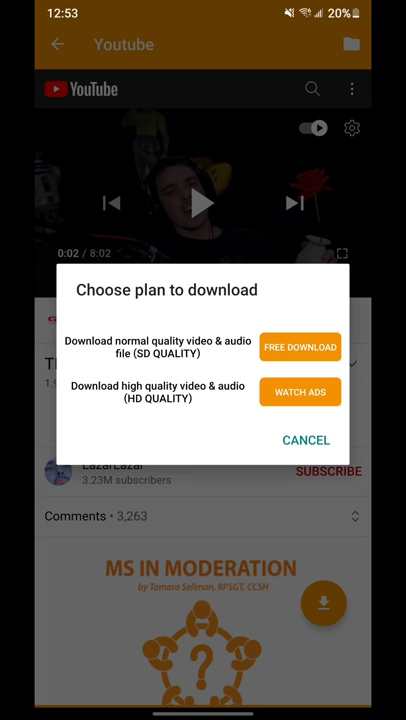 12:53
20%
Youtube
YouTube
0:02 / 8:02
Choose plan to download
Download normal quality video & audio
file (SD QUALITY)
FREE DOWNLOAD
Download high quality video & audio
(HD QUALITY)
WATCH ADS
CANCEL
LazarLazar
3.23M subscribers
SUBSCRIBE
Comments • 3,263
MS IN MODERATION
by Tamara Sellman, RPSGT, CCSH
?